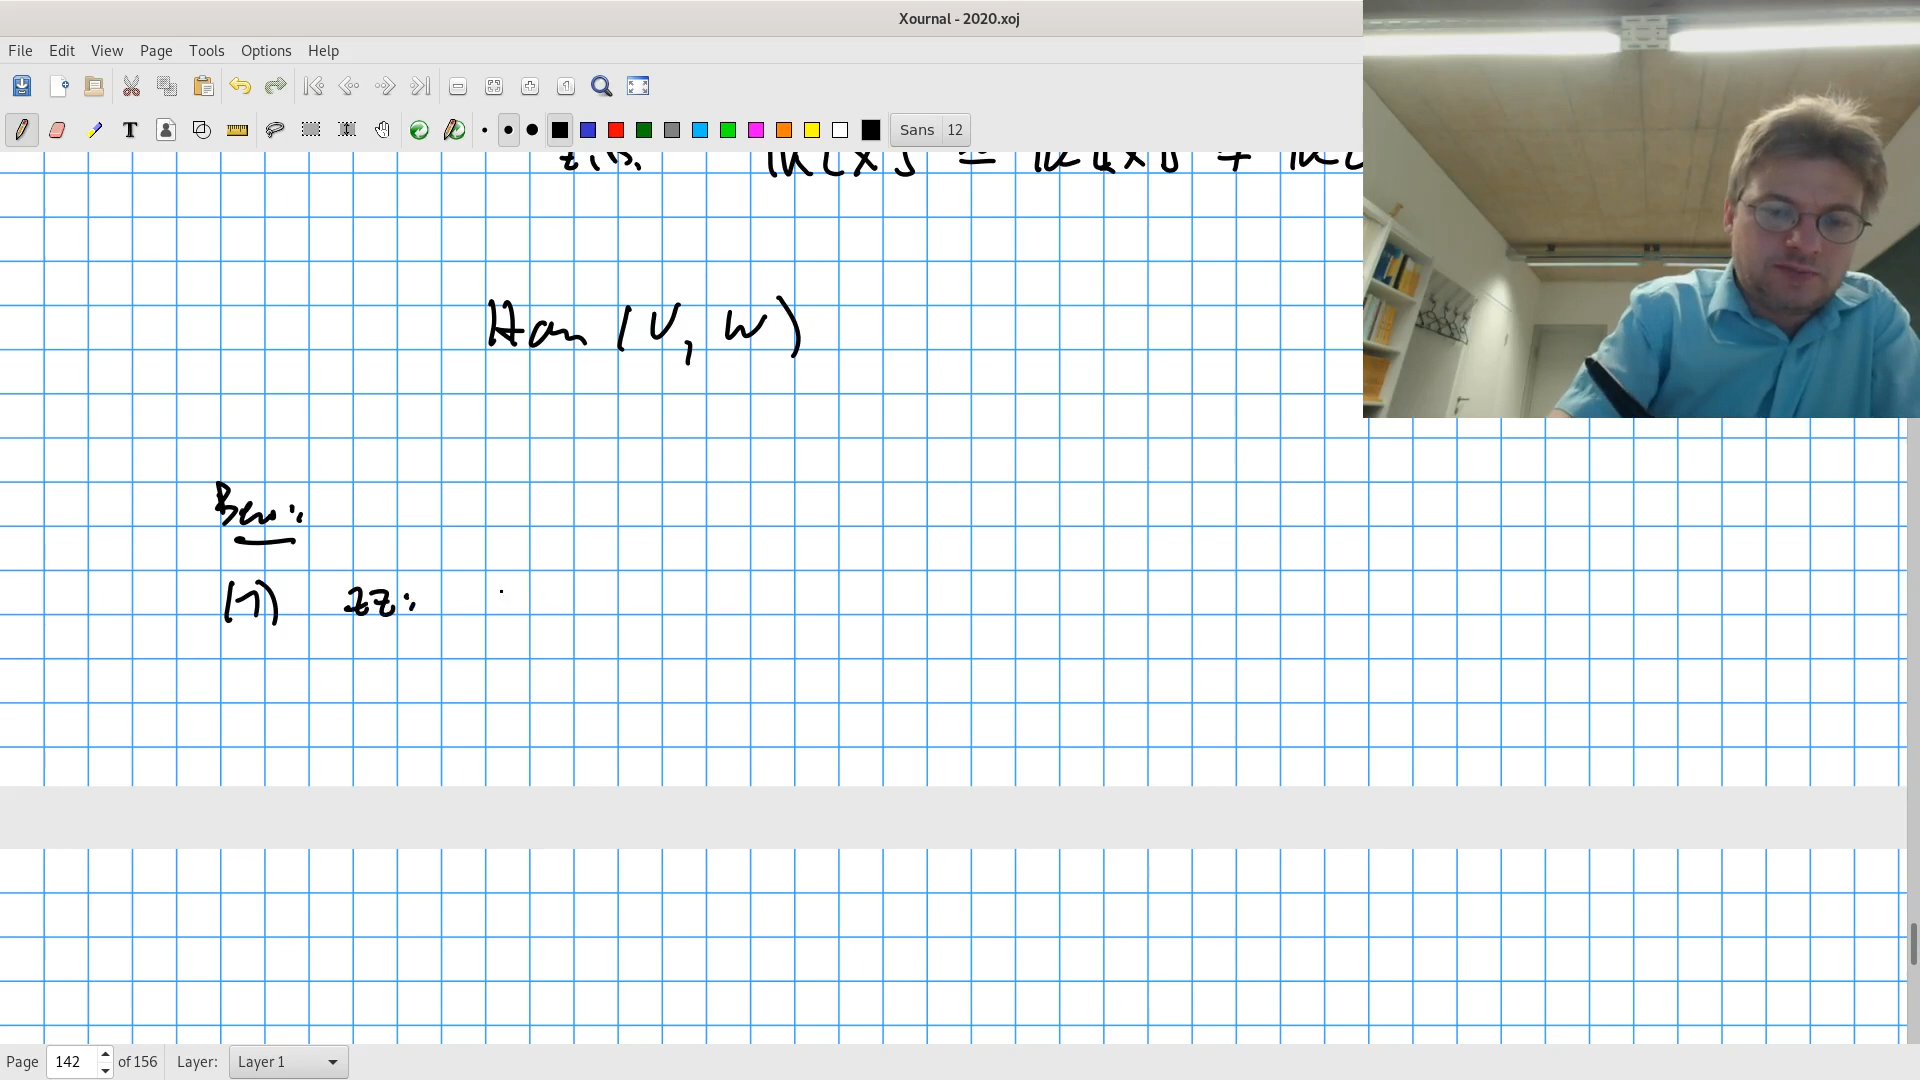 Xournal - 2020.xoj
File Edit View Page Tools Options Help
Sans 12
Hom (V, W)
Bew:
(1) zz:
Page 142 of 156 Layer: Layer 1